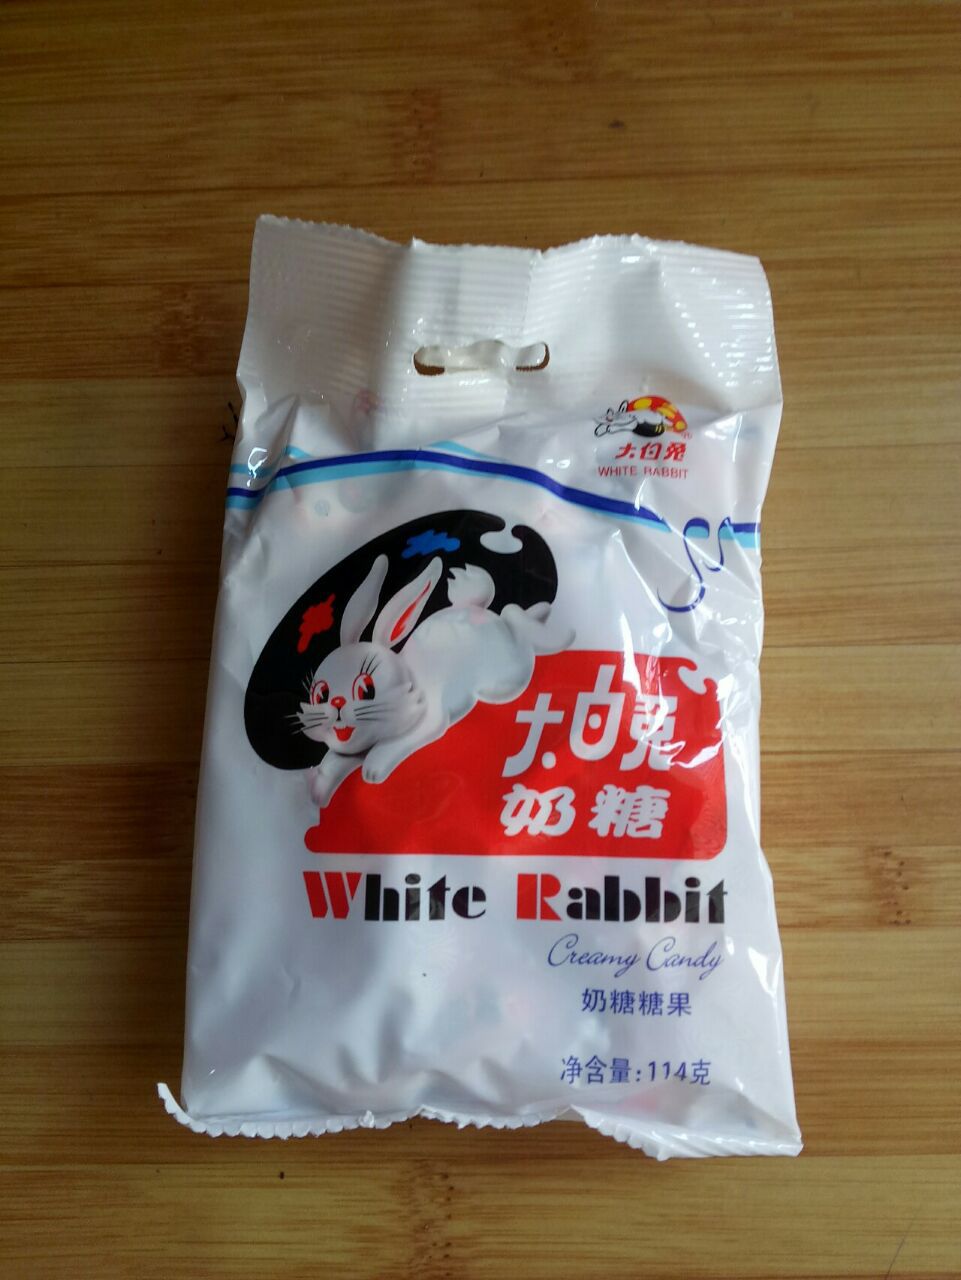 大白兔
WHITE RABBIT
大白兔
奶糖
White Rabbit
Creamy Candy
奶糖糖果
净含量:114克